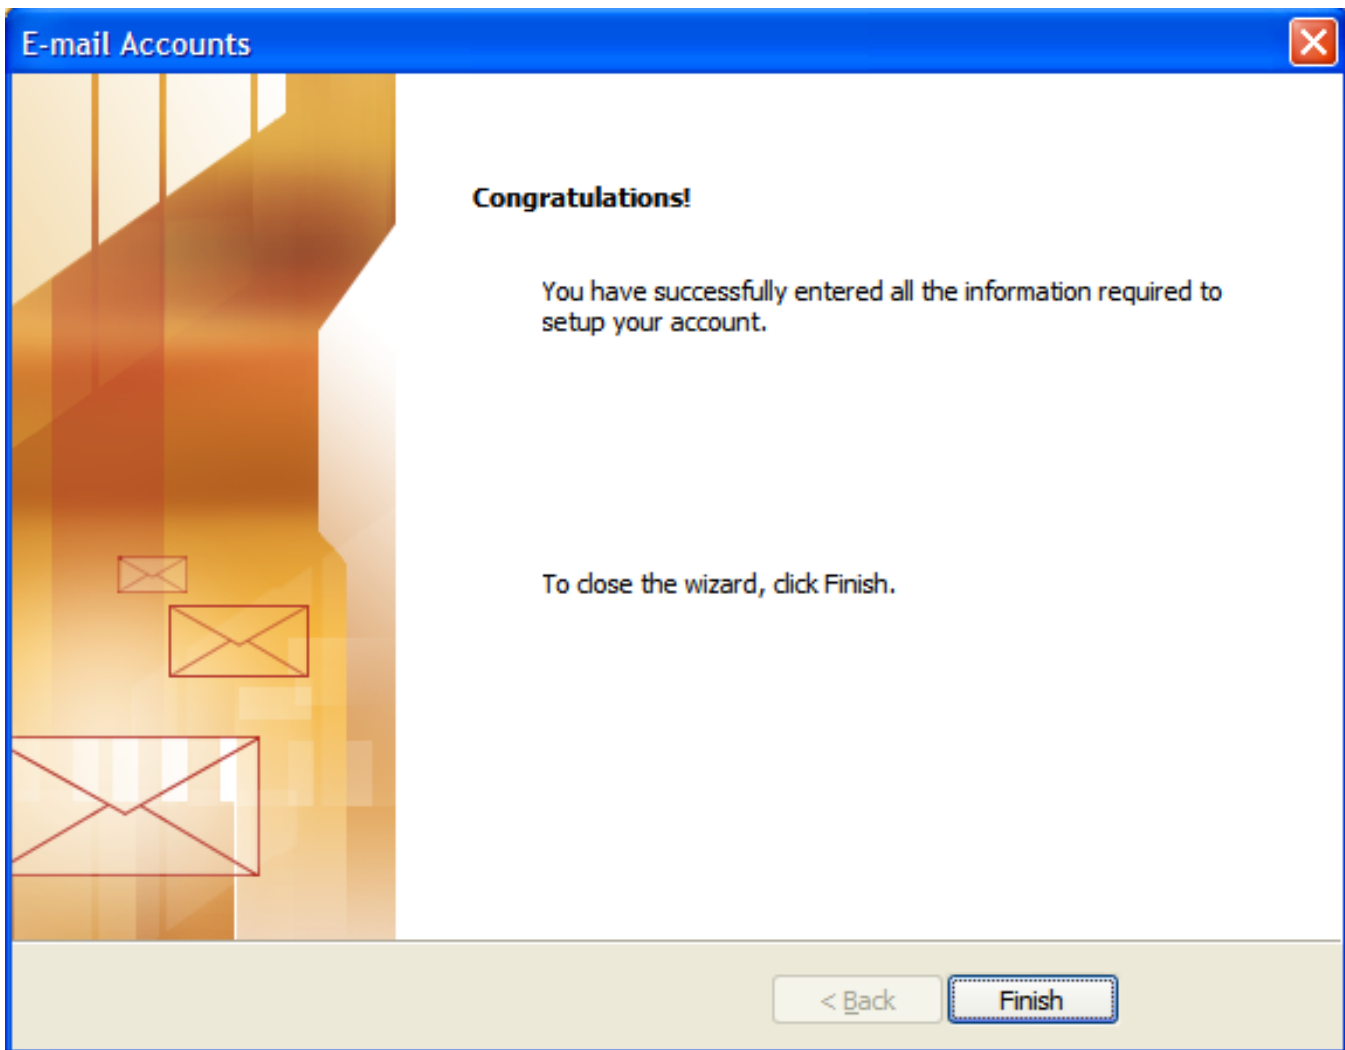 E-mail Accounts
Congratulations!
You have successfully entered all the information required to
setup your account.
To close the wizard, click Finish.
< Back
Finish